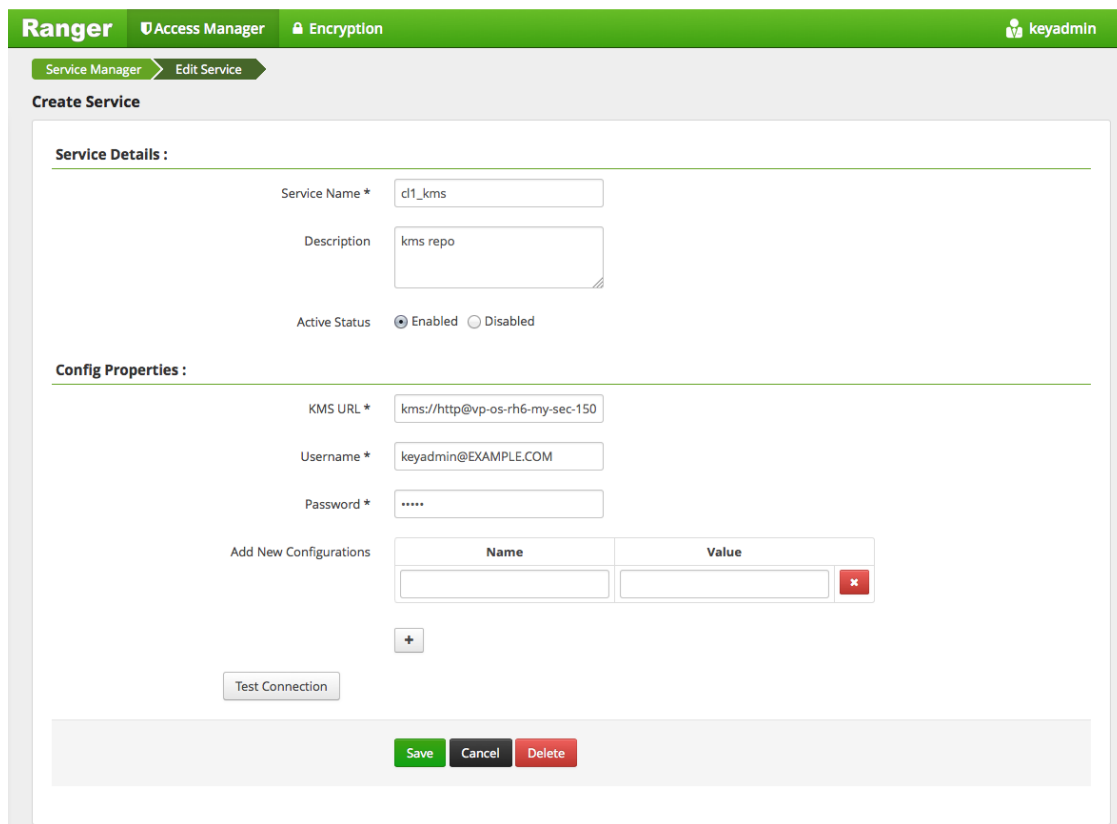 Ranger Access Manager Encryption keyadmin
Service Manager Edit Service
Create Service
Service Details :
Service Name * cl1_kms
Description kms repo
Active Status Enabled Disabled
Config Properties :
KMS URL * kms://http@vp-os-rh6-my-sec-150
Username * keyadmin@EXAMPLE.COM
Password * •••••
Add New Configurations Name Value
+
Test Connection
Save Cancel Delete